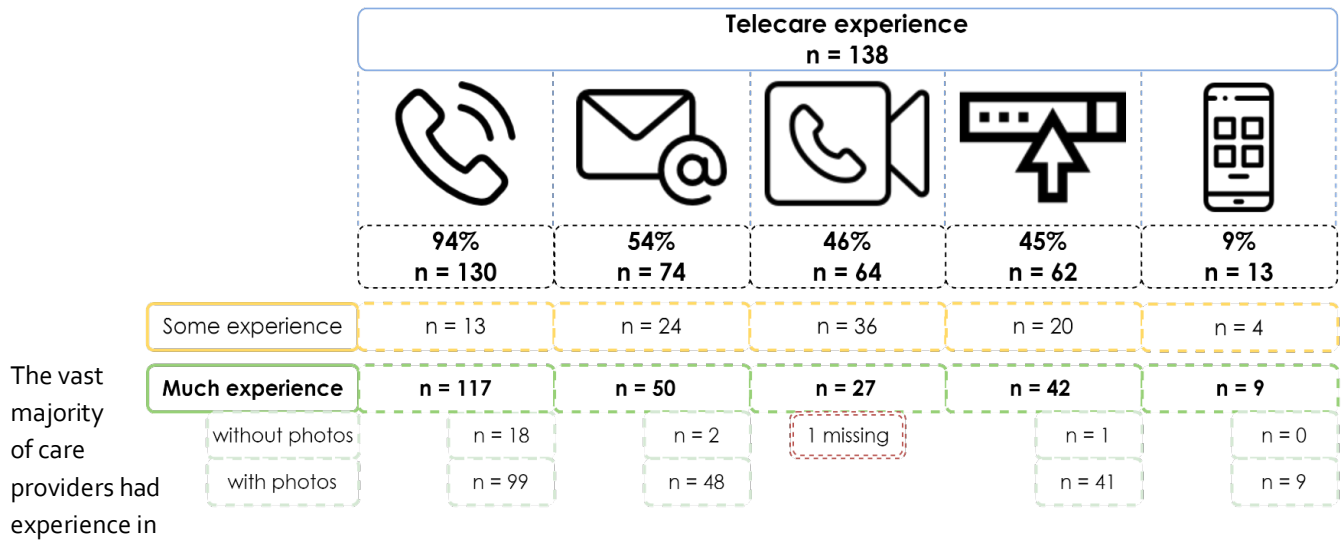 Telecare experience
n = 138
94% 54% 46% 45% 9%
n = 130 n = 74 n = 64 n = 62 n = 13
Some experience n = 13 n = 24 n = 36 n = 20 n = 4
Much experience n = 117 n = 50 n = 27 n = 42 n = 9
without photos n = 18 n = 2 1 missing n = 1 n = 0
with photos n = 99 n = 48 n = 41 n = 9
The vast
majority
of care
providers had
experience in